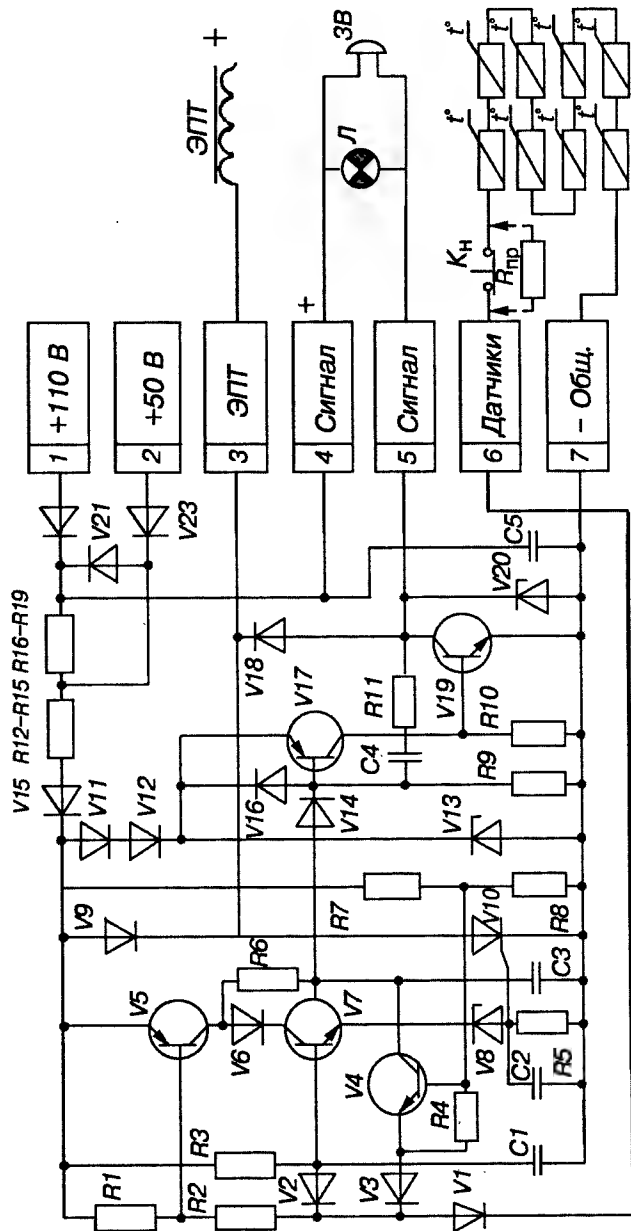 ЭПТ
+
Л
ЗВ
Kн
Rпр
t°
t°
t°
t°
t°
t°
t°
t°
1 +110 В
2 +50 В
3 ЭПТ
4 Сигнал +
5 Сигнал
6 Датчики
7 – Общ.
V21
V23
C5
V20
R16–R19
R12–R15
V15
V18
V17
R11
V19
R10
C4
R9
V16
V14
V11
V12
V13
V9
R7
V10
R8
R6
V5
V6
V7
C3
V8
C2
R5
V4
R4
R3
C1
R1
R2
V2
V3
V1